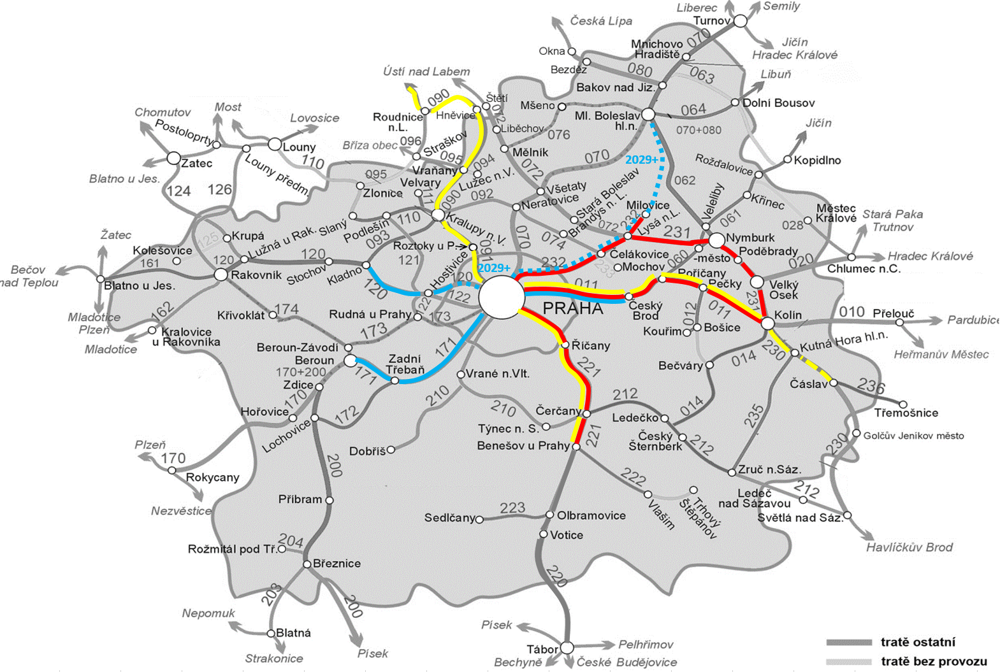 Liberec
Semily
Turnov
Česká Lípa
070
Jičín
Hradec Králové
Mnichovo
Hradiště
Okna
Bezděz
080
063
Libuň
Bakov nad Jiz.
Ústí nad Labem
090
Štětí
Mšeno
064
Dolní Bousov
Most
Chomutov
Lovosice
Roudnice
n.L.
Hněvice
072
Ml. Boleslav
hl.n.
Postoloprty
Liběchov
076
070+080
Jičín
Louny
Bříza obec
096
Straškov
Mělník
070
2029+
Kopidlno
Žatec
110
095
094
072
Rožďalovice
Blatno u Jes.
Louny předm.
Vraňany
Lužec n.V.
095
Velvary
Zlonice
124
126
111
090
092
Všetaty
Neratovice
Stará Boleslav
Brandýs n. L.
062
Křinec
Veleliby
Milovice
Městec
Králové
Stará Paka
Trutnov
Slaný
Podlešín
110
Kralupy n.V.
072
232
Lysá n.L.
231
061
028
Žatec
125
Krupá
Lužná u Rak.
093
Roztoky u P.
091
070
074
Nymburk
-město
Poděbrady
Kolešovice
161
120
120
Stochov
Kladno
121
Hostivice
2029+
232
Čelákovice
233
Mochov
060
020
Hradec Králové
Chlumec n.C.
Bečov
nad Teplou
Blatno u Jes.
Rakovník
120
120
122
011
Poříčany
Pečky
Velký
Osek
231
162
174
Křivoklát
Rudná u Prahy
173
173
PRAHA
Český
Brod
011
012
Kolín
010
Přelouč
Pardubice
Mladotice
Plzeň
Kralovice
u Rakovníka
Mladotice
Kouřim
Bošice
Kutná Hora hl.n.
Heřmanův Městec
Beroun-Závodí
Beroun
Zadní
Třebaň
171
171
Říčany
230
014
170+200
Zdice
Vrané n.Vlt.
221
Bečváry
Čáslav
236
Třemošnice
Hořovice
170
172
210
210
212
014
235
Čerčany
Ledečko
Lochovice
Týnec n. S.
221
Český
Šternberk
212
230
Golčův Jeníkov město
Plzeň
170
Rokycany
200
Dobříš
Benešov u Prahy
Zruč n.Sáz.
222
212
Nezvěstice
Příbram
Vlašim
Trhový
Štěpánov
Ledeč
nad Sázavou
Světlá nad Sáz.
Sedlčany
223
Olbramovice
Votice
Havlíčkův Brod
Rožmitál pod Tř.
204
Březnice
220
203
200
Nepomuk
Blatná
Strakonice
Písek
Písek
Tábor
Pelhřimov
Bechyně
České Budějovice
tratě ostatní
tratě bez provozu